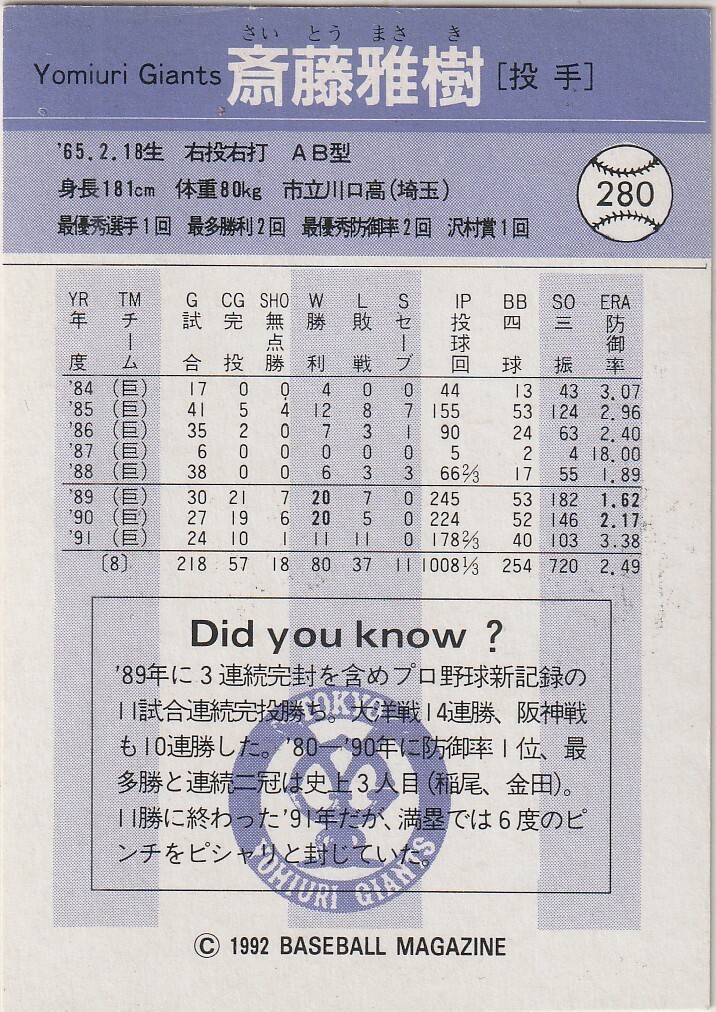 さい とう まさ き
Yomiuri Giants 斎藤雅樹 [投手]
'65.2.18生 右投右打 AB型
身長181cm 体重80kg 市立川口高(埼玉)
最優秀選手1回 最多勝利2回 最優秀防御率2回 沢村賞1回
280
YR TM G CG SHO W L S IP BB SO ERA
年度 チーム 試合 完投 無点勝 勝利 敗戦 セーブ 投球回 四球 三振 防御率
'84 (巨) 17 0 0 4 0 0 44 13 43 3.07
'85 (巨) 41 5 4 12 8 7 155 53 124 2.96
'86 (巨) 35 2 0 7 3 1 90 24 63 2.40
'87 (巨) 6 0 0 0 0 0 5 2 4 18.00
'88 (巨) 38 0 0 6 3 3 66 2/3 17 55 1.89
'89 (巨) 30 21 7 20 7 0 245 53 182 1.62
'90 (巨) 27 19 6 20 5 0 224 52 146 2.17
'91 (巨) 24 10 1 11 11 0 178 2/3 40 103 3.38
[8] 218 57 18 80 37 11 1008 1/3 254 720 2.49
Did you know ?
'89年に3連続完封を含めプロ野球新記録の
11試合連続完投勝ち。大洋戦14連勝、阪神戦
も10連勝した。'80―'90年に防御率1位、最
多勝と連続二冠は史上3人目(稲尾、金田)。
11勝に終わった'91年だが、満塁では6度のピ
ンチをピシャリと封じていた。
TOKYO
YOMIURI GIANTS
© 1992 BASEBALL MAGAZINE